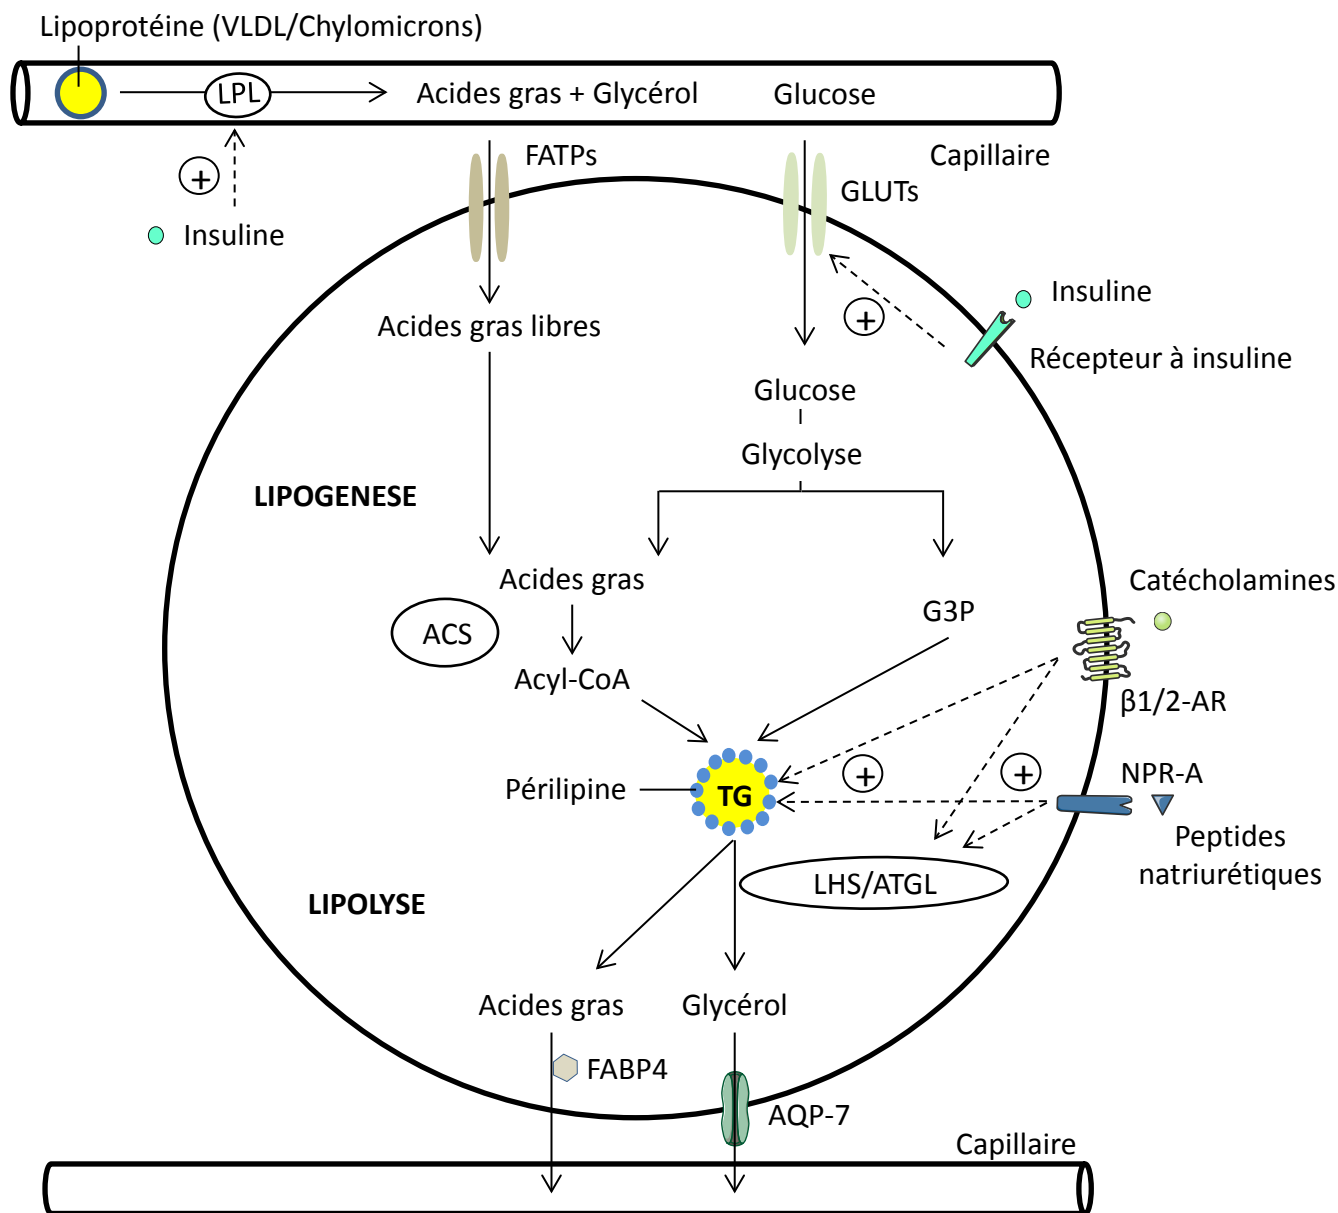 Lipoprotéine (VLDL/Chylomicrons)
LPL
Acides gras + Glycérol
Glucose
FATPs
Capillaire
+
GLUTs
Insuline
Insuline
+
Acides gras libres
Récepteur à insuline
Glucose
Glycolyse
LIPOGENESE
Acides gras
Catécholamines
G3P
ACS
Acyl-CoA
β1/2-AR
+
+
NPR-A
Périlipine
TG
Peptides
natriurétiques
LHS/ATGL
LIPOLYSE
Acides gras
Glycérol
FABP4
AQP-7
Capillaire